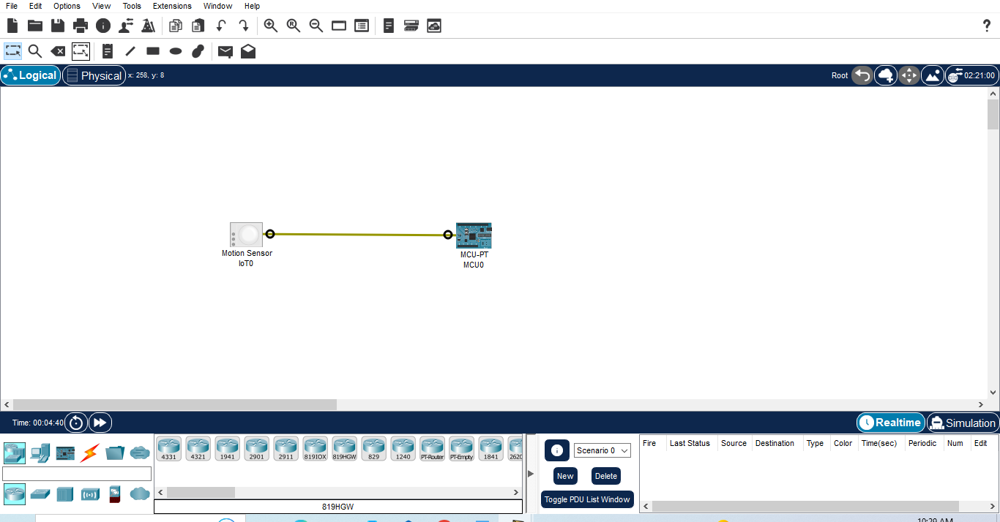 File Edit Options View Tools Extensions Window Help
?
Logical Physical x: 258, y: 8 Root 02:21:00
Motion Sensor
IoT0
MCU-PT
MCU0
Time: 00:04:40 Realtime Simulation
4331 4321 1941 2901 2911 819IOX 819HGW 829 1240 PT-Router PT-Empty 1841 2620
819HGW
Scenario 0
New Delete
Toggle PDU List Window
Fire Last Status Source Destination Type Color Time(sec) Periodic Num Edit
10:29 AM